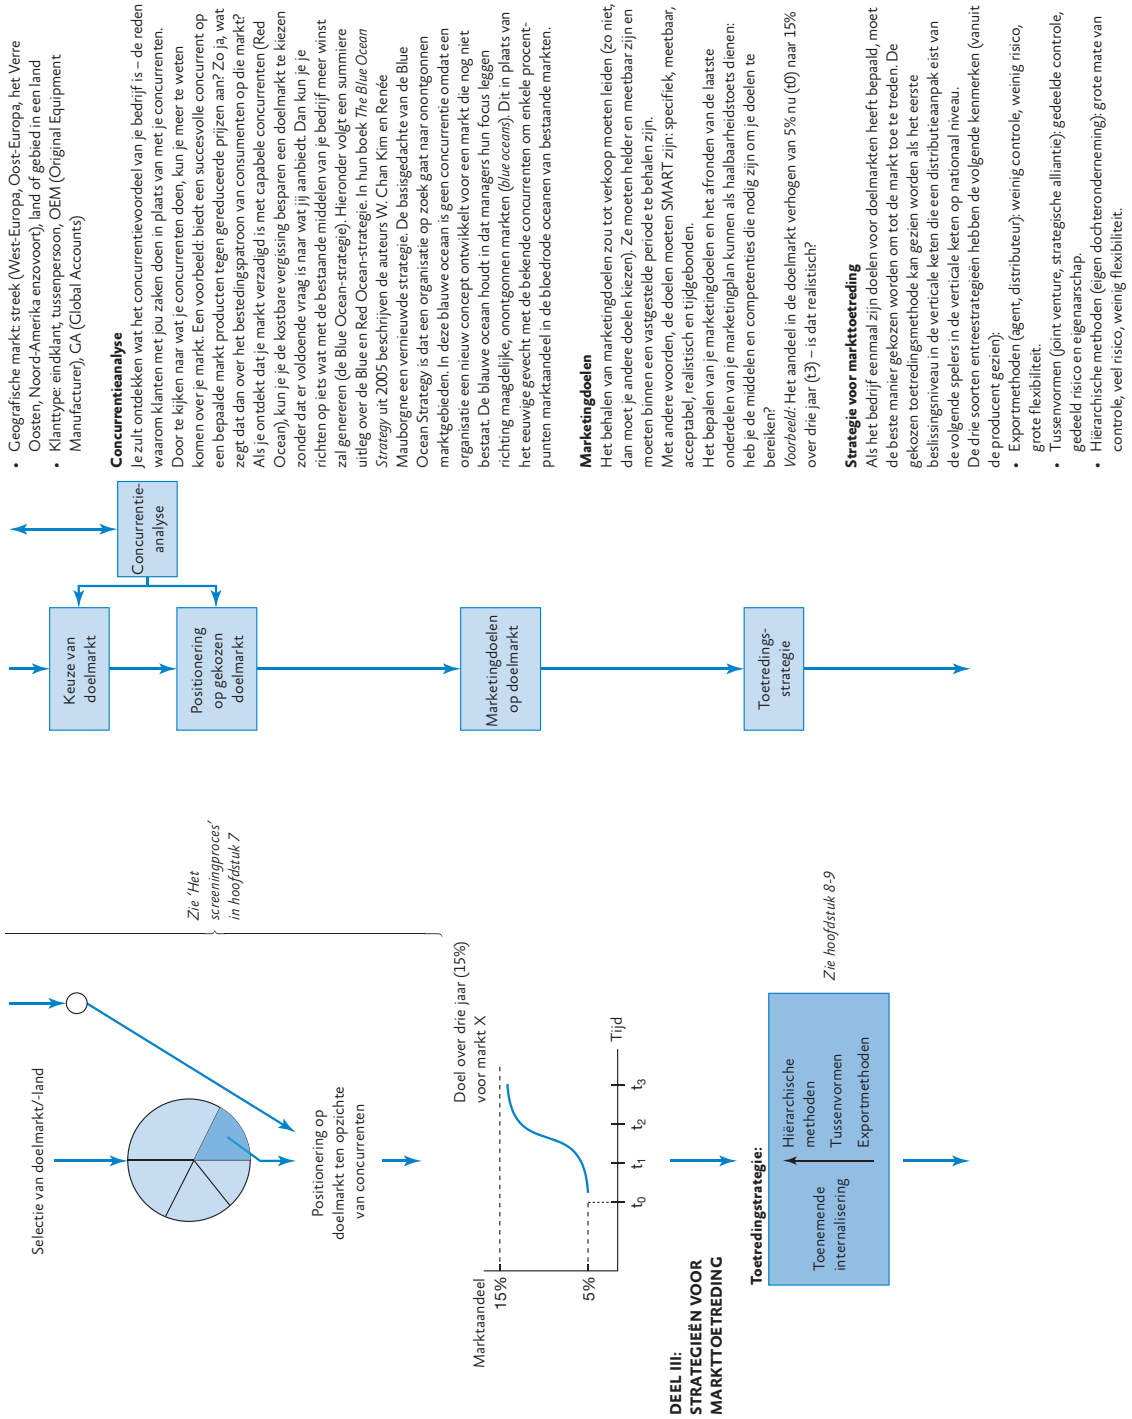 Selectie van doelmarkt/-land
Zie ‘Het
screeningproces’
in hoofdstuk 7
Positionering op
doelmarkt ten opzichte
van concurrenten
Marktaandeel
15%
5%
Doel over drie jaar (15%)
voor markt X
t0
t1
t2
t3
Tijd
DEEL III:
STRATEGIEËN VOOR
MARKTTOETREDING
Toetredingstrategie:
Toenemende
internalisering
Hiërarchische
methoden
Tussenvormen
Exportmethoden
Zie hoofdstuk 8-9
Keuze van
doelmarkt
Concurrentie-
analyse
Positionering
op gekozen
doelmarkt
Marketingdoelen
op doelmarkt
Toetredings-
strategie
• Geografische markt: streek (West-Europa, Oost-Europa, het Verre
Oosten, Noord-Amerika enzovoort), land of gebied in een land
• Klanttype: eindklant, tussenpersoon, OEM (Original Equipment
Manufacturer), GA (Global Accounts)
Concurrentieanalyse
Je zult ontdekken wat het concurrentievoordeel van je bedrijf is – de reden
waarom klanten met jou zaken doen in plaats van met je concurrenten.
Door te kijken naar wat je concurrenten doen, kun je meer te weten
komen over je markt. Een voorbeeld: biedt een succesvolle concurrent op
een bepaalde markt producten tegen gereduceerde prijzen aan? Zo ja, wat
zegt dat dan over het bestedingspatroon van consumenten op die markt?
Als je ontdekt dat je markt verzadigd is met capabele concurrenten (Red
Ocean), kun je je de kostbare vergissing besparen een doelmarkt te kiezen
zonder dat er voldoende vraag is naar wat jij aanbiedt. Dan kun je je
richten op iets wat met de bestaande middelen van je bedrijf meer winst
zal genereren (de Blue Ocean-strategie). Hieronder volgt een summiere
uitleg over de Blue en Red Ocean-strategie. In hun boek The Blue Ocean
Strategy uit 2005 beschrijven de auteurs W. Chan Kim en Renée
Mauborgne een vernieuwde strategie. De basisgedachte van de Blue
Ocean Strategy is dat een organisatie op zoek gaat naar onontgonnen
marktgebieden. In deze blauwe oceaan is geen concurrentie omdat een
organisatie een nieuw concept ontwikkelt voor een markt die nog niet
bestaat. De blauwe oceaan houdt in dat managers hun focus leggen
richting maagdelijke, onontgonnen markten (blue oceans). Dit in plaats van
het eeuwige gevecht met de bekende concurrenten om enkele procent-
punten marktaandeel in de bloedrode oceanen van bestaande markten.
Marketingdoelen
Het behalen van marketingdoelen zou tot verkoop moeten leiden (zo niet,
dan moet je andere doelen kiezen). Ze moeten helder en meetbaar zijn en
moeten binnen een vastgestelde periode te behalen zijn.
Met andere woorden, de doelen moeten SMART zijn: specifiek, meetbaar,
acceptabel, realistisch en tijdgebonden.
Het bepalen van je marketingdoelen en het afronden van de laatste
onderdelen van je marketingplan kunnen als haalbaarheidstoets dienen:
heb je de middelen en competenties die nodig zijn om je doelen te
bereiken?
Voorbeeld: Het aandeel in de doelmarkt verhogen van 5% nu (t0) naar 15%
over drie jaar (t3) – is dat realistisch?
Strategie voor markttoetreding
Als het bedrijf eenmaal zijn doelen voor doelmarkten heeft bepaald, moet
de beste manier gekozen worden om tot de markt toe te treden. De
gekozen toetredingsmethode kan gezien worden als het eerste
beslissingsniveau in de verticale keten die een distributieaanpak eist van
de volgende spelers in de verticale keten op nationaal niveau.
De drie soorten entreestrategieën hebben de volgende kenmerken (vanuit
de producent gezien):
• Exportmethoden (agent, distributeur): weinig controle, weinig risico,
grote flexibiliteit.
• Tussenvormen (joint venture, strategische alliantie): gedeelde controle,
gedeeld risico en eigenaarschap.
• Hiërarchische methoden (eigen dochteronderneming): grote mate van
controle, veel risico, weinig flexibiliteit.